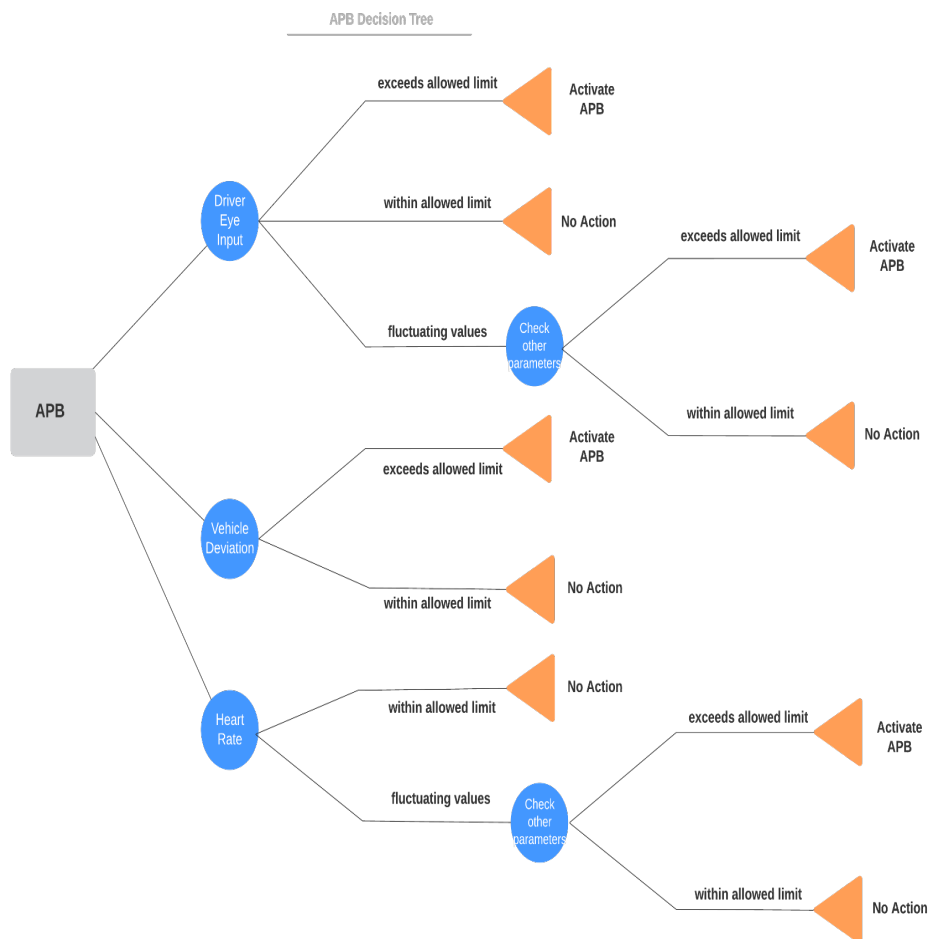 APB Decision Tree
exceeds allowed limit
Activate
APB
Driver
Eye
Input
within allowed limit
No Action
exceeds allowed limit
Activate
APB
fluctuating values
Check
other
parameters
within allowed limit
No Action
APB
exceeds allowed limit
Activate
APB
Vehicle
Deviation
within allowed limit
No Action
Heart
Rate
within allowed limit
No Action
exceeds allowed limit
Activate
APB
fluctuating values
Check
other
parameters
within allowed limit
No Action